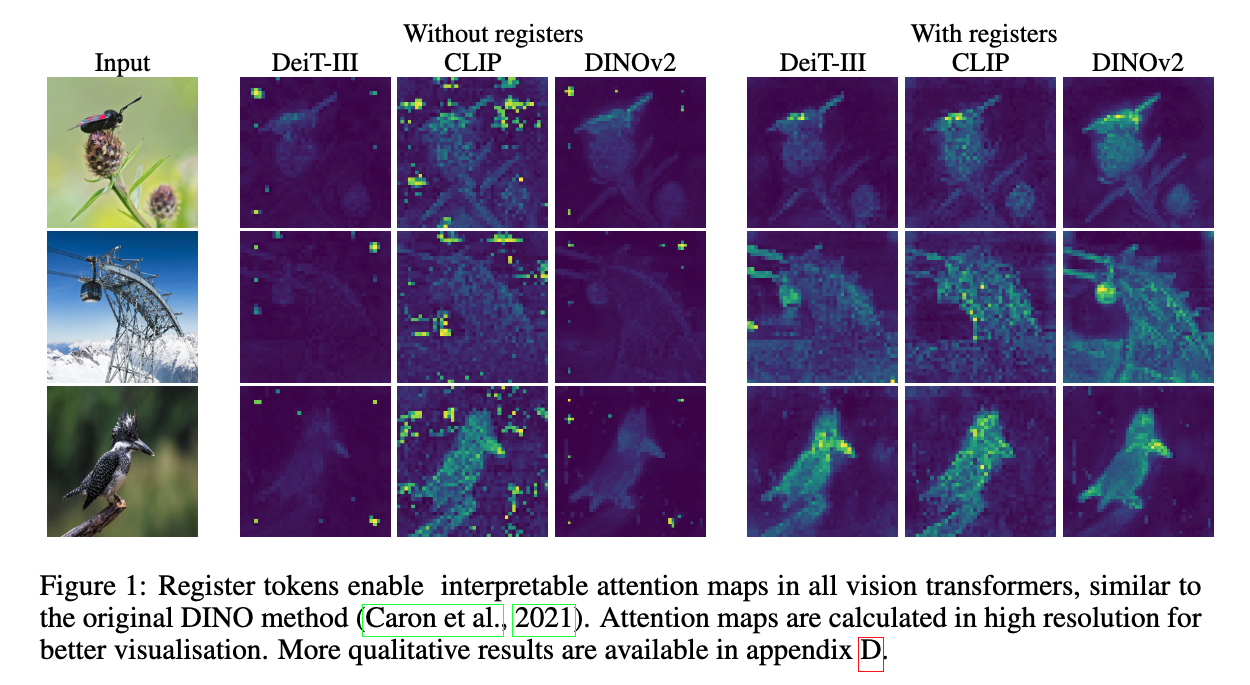 Without registers
With registers
Input
DeiT-III
CLIP
DINOv2
DeiT-III
CLIP
DINOv2
Figure 1: Register tokens enable interpretable attention maps in all vision transformers, similar to
the original DINO method (Caron et al., 2021). Attention maps are calculated in high resolution for
better visualisation. More qualitative results are available in appendix D.